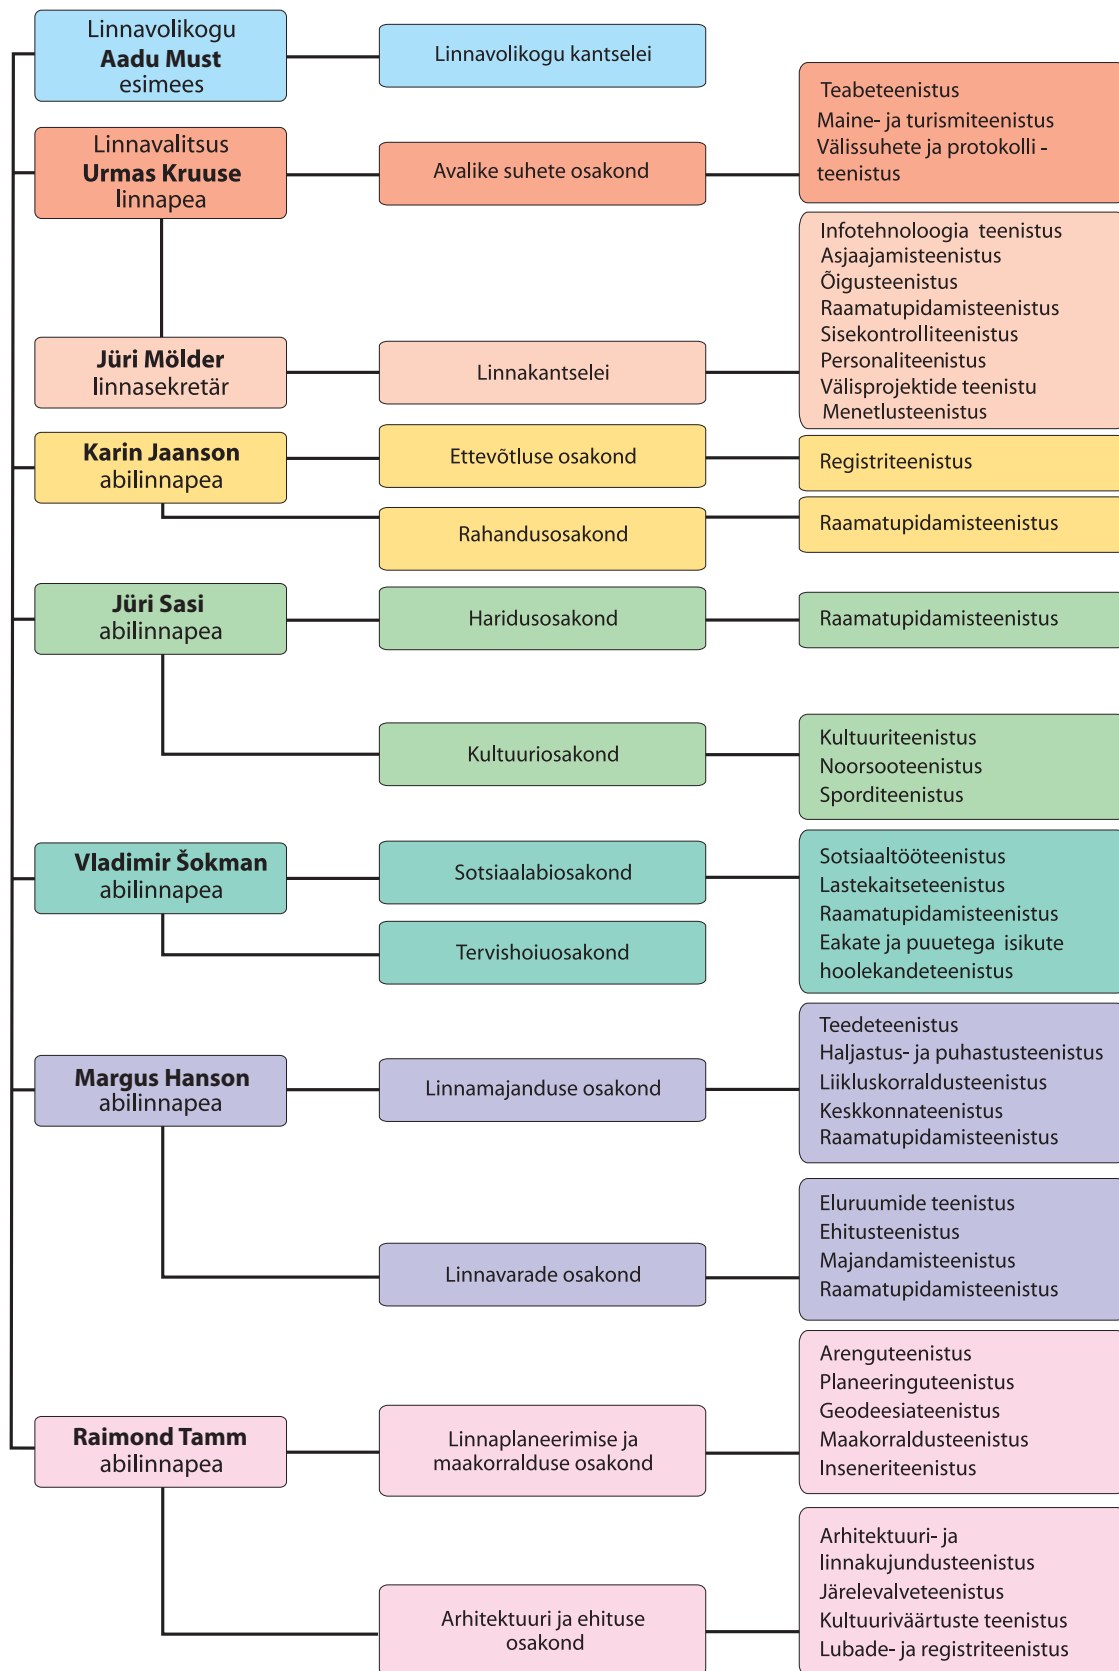 Linnavolikogu
Aadu Must
esimees
Linnavolikogu kantselei
Linnavalitsus
Urmas Kruuse
linnapea
Avalike suhete osakond
Teabeteenistus
Maine- ja turismiteenistus
Välissuhete ja protokolli -
teenistus
Jüri Mölder
linnasekretär
Linnakantselei
Infotehnoloogia teenistus
Asjaajamisteenistus
Õigusteenistus
Raamatupidamisteenistus
Sisekontrolliteenistus
Personaliteenistus
Välisprojektide teenistu
Menetlusteenistus
Karin Jaanson
abilinnapea
Ettevõtluse osakond
Registriteenistus
Rahandusosakond
Raamatupidamisteenistus
Jüri Sasi
abilinnapea
Haridusosakond
Raamatupidamisteenistus
Kultuuriosakond
Kultuuriteenistus
Noorsooteenistus
Sporditeenistus
Vladimir Šokman
abilinnapea
Sotsiaalabiosakond
Tervishoiuosakond
Sotsiaaltööteenistus
Lastekaitseteenistus
Raamatupidamisteenistus
Eakate ja puuetega isikute
hoolekandeteenistus
Margus Hanson
abilinnapea
Linnamajanduse osakond
Teedeteenistus
Haljastus- ja puhastusteenistus
Liikluskorraldusteenistus
Keskkonnateenistus
Raamatupidamisteenistus
Linnavarade osakond
Eluruumide teenistus
Ehitusteenistus
Majandamisteenistus
Raamatupidamisteenistus
Raimond Tamm
abilinnapea
Linnaplaneerimise ja
maakorralduse osakond
Arenguteenistus
Planeeringuteenistus
Geodeesiateenistus
Maakorraldusteenistus
Inseneriteenistus
Arhitektuuri ja ehituse
osakond
Arhitektuuri- ja
linnakujundusteenistus
Järelevalveteenistus
Kultuuriväärtuste teenistus
Lubade- ja registriteenistus